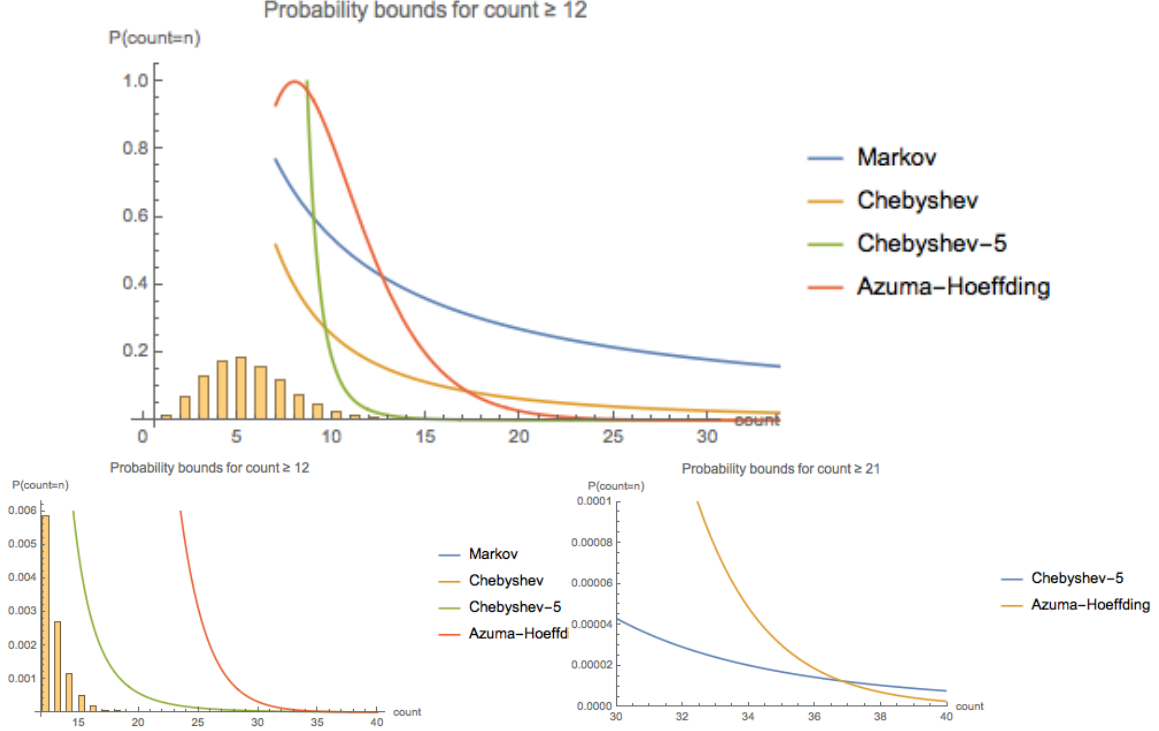 Probability bounds for count ≥ 12
P(count=n)
1.0
0.8
0.6
0.4
0.2
0 5 10 15 20 25 30 count
Markov
Chebyshev
Chebyshev−5
Azuma−Hoeffding
Probability bounds for count ≥ 12
P(count=n)
0.006
0.005
0.004
0.003
0.002
0.001
15 20 25 30 35 40 count
Markov
Chebyshev
Chebyshev−5
Azuma−Hoeffd
Probability bounds for count ≥ 21
P(count=n)
0.0001
0.00008
0.00006
0.00004
0.00002
0.0000
30 32 34 36 38 40 count
Chebyshev−5
Azuma−Hoeffding